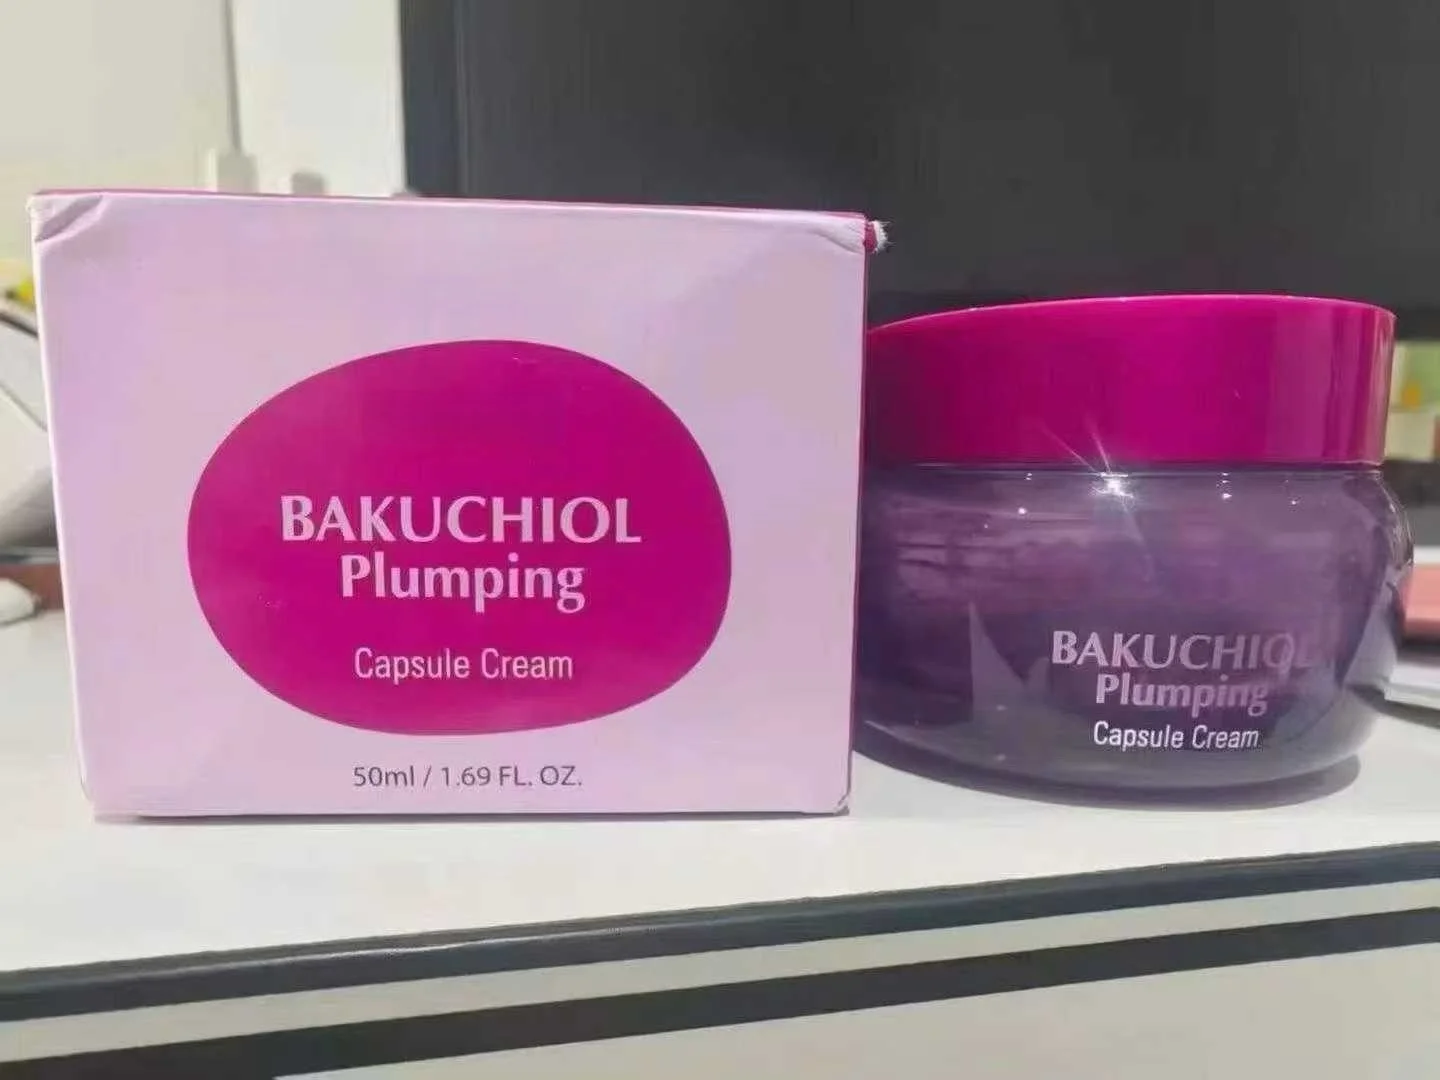 BAKUCHIOL
Plumping
Capsule Cream
50ml / 1.69 FL. OZ.
BAKUCHIOL
Plumping
Capsule Cream